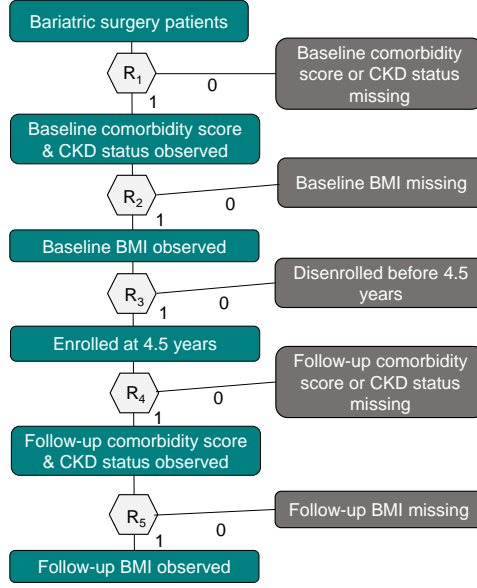 Bariatric surgery patients
R1
0
1
Baseline comorbidity
score or CKD status
missing
Baseline comorbidity score
& CKD status observed
R2
0
1
Baseline BMI missing
Baseline BMI observed
R3
0
1
Disenrolled before 4.5
years
Enrolled at 4.5 years
R4
0
1
Follow-up comorbidity
score or CKD status
missing
Follow-up comorbidity score
& CKD status observed
R5
0
1
Follow-up BMI missing
Follow-up BMI observed